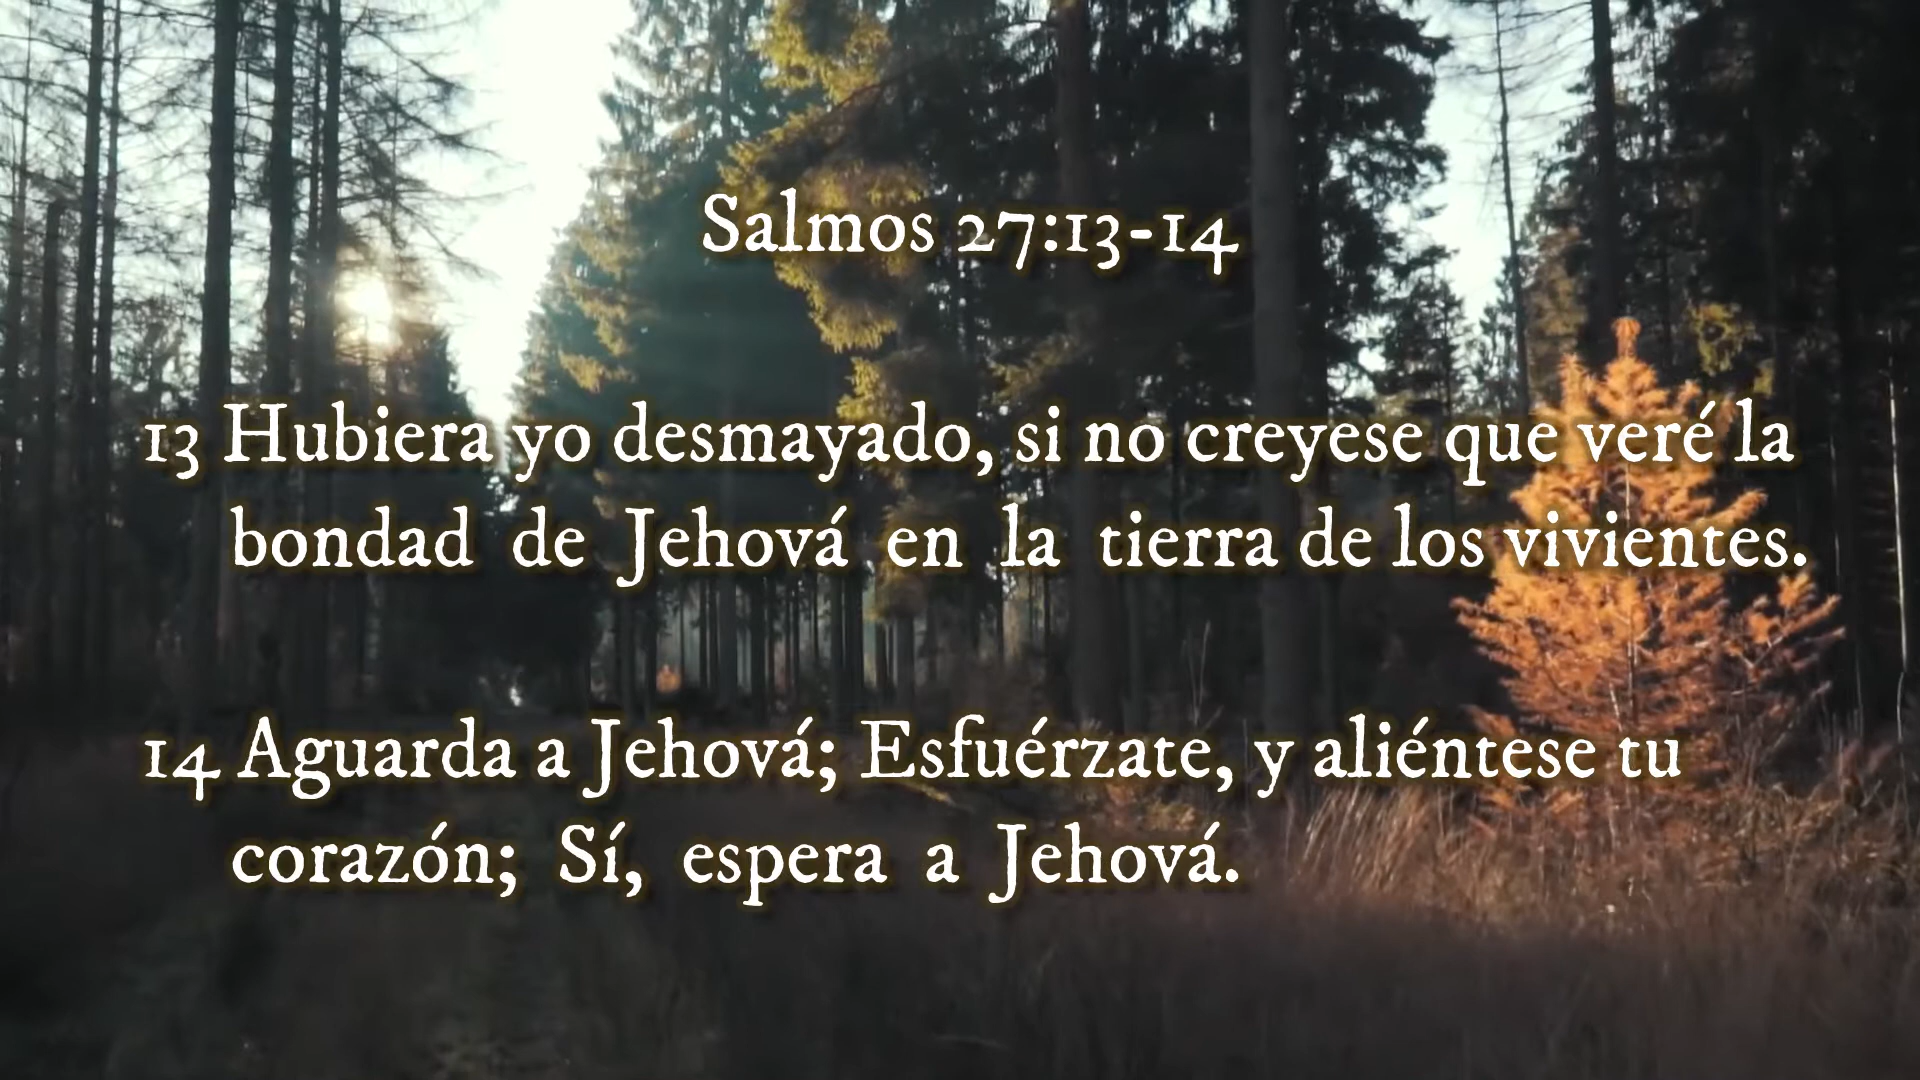 Salmos 27:13-14
13 Hubiera yo desmayado, si no creyese que veré la
bondad de Jehová en la tierra de los vivientes.
14 Aguarda a Jehová; Esfuérzate, y aliéntese tu
corazón; Sí, espera a Jehová.